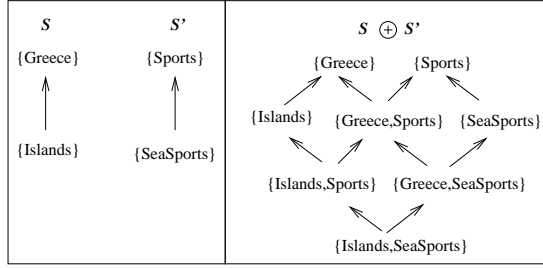 S S'
{Greece} {Sports}
{Islands} {SeaSports}
S ⊕ S'
{Greece} {Sports}
{Islands} {Greece,Sports} {SeaSports}
{Islands,Sports} {Greece,SeaSports}
{Islands,SeaSports}